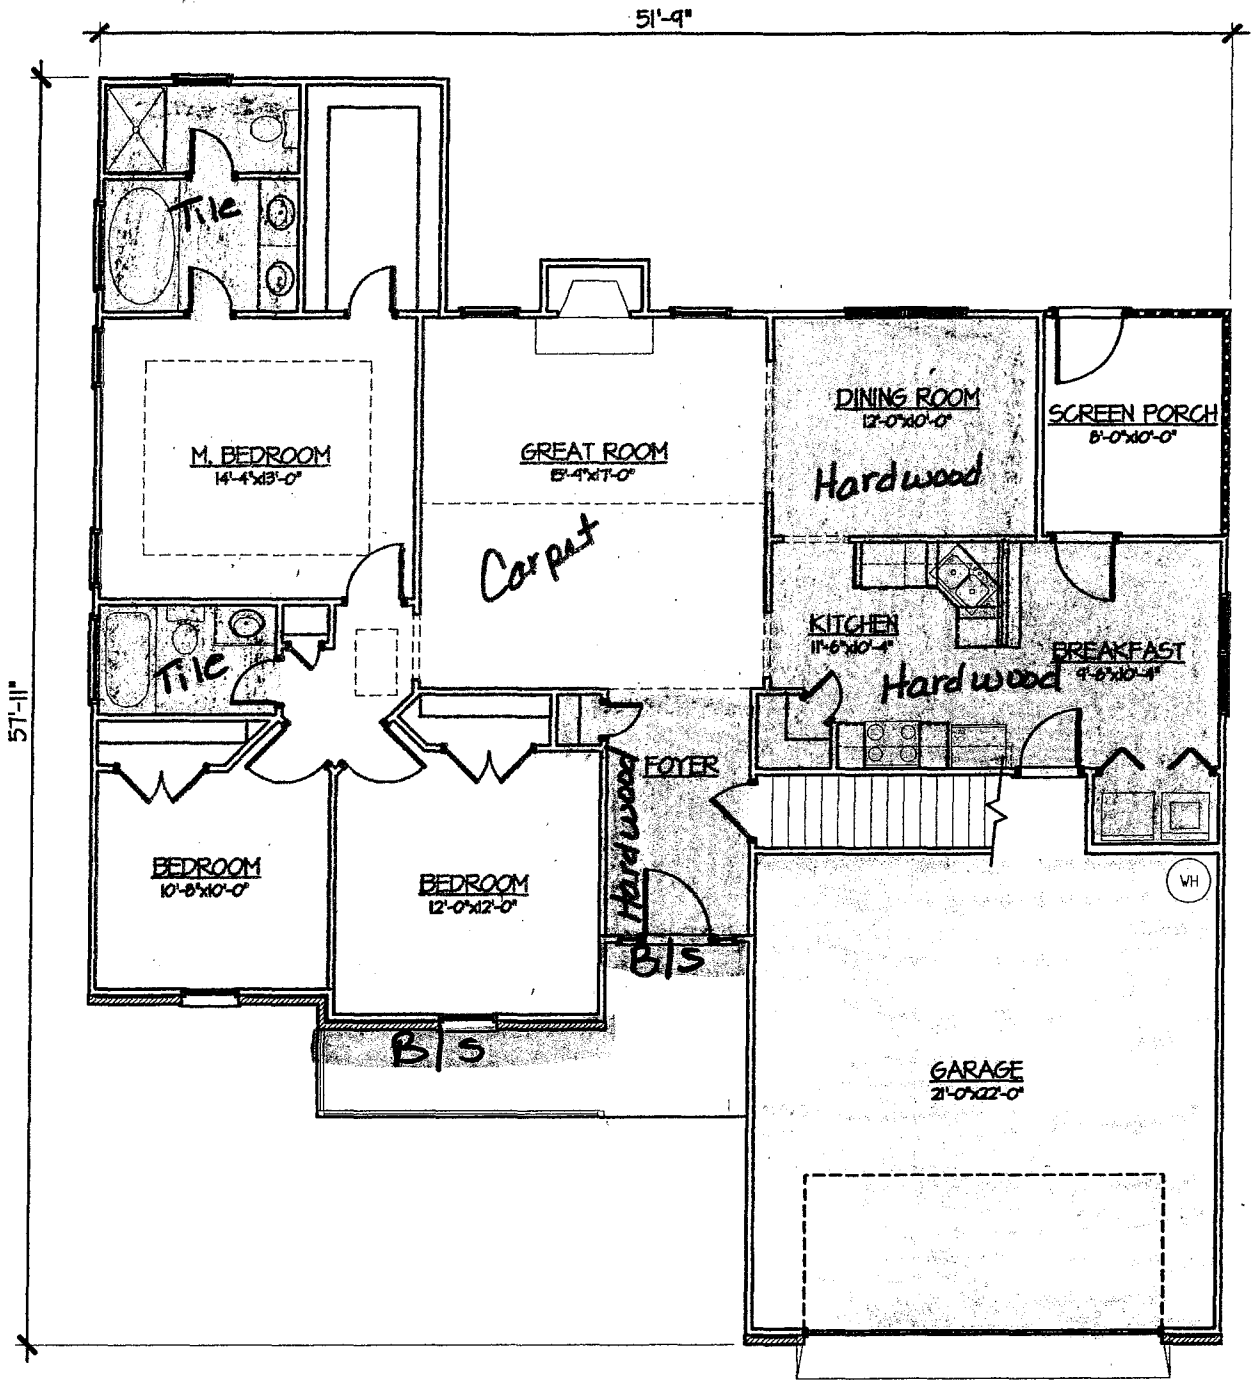 51'-9"
57'-11"
Tile
M. BEDROOM
14'-4"x13'-0"
GREAT ROOM
15'-9"x17'-0"
DINING ROOM
12'-0"x10'-0"
Hardwood
SCREEN PORCH
8'-0"x10'-0"
Carpet
KITCHEN
11'-6"x10'-4"
BREAKFAST
9'-8"x10'-4"
Hardwood
Tile
FOYER
Hardwood
BEDROOM
10'-8"x10'-0"
BEDROOM
12'-0"x12'-0"
WH
B/S
B/S
GARAGE
21'-0"x22'-0"